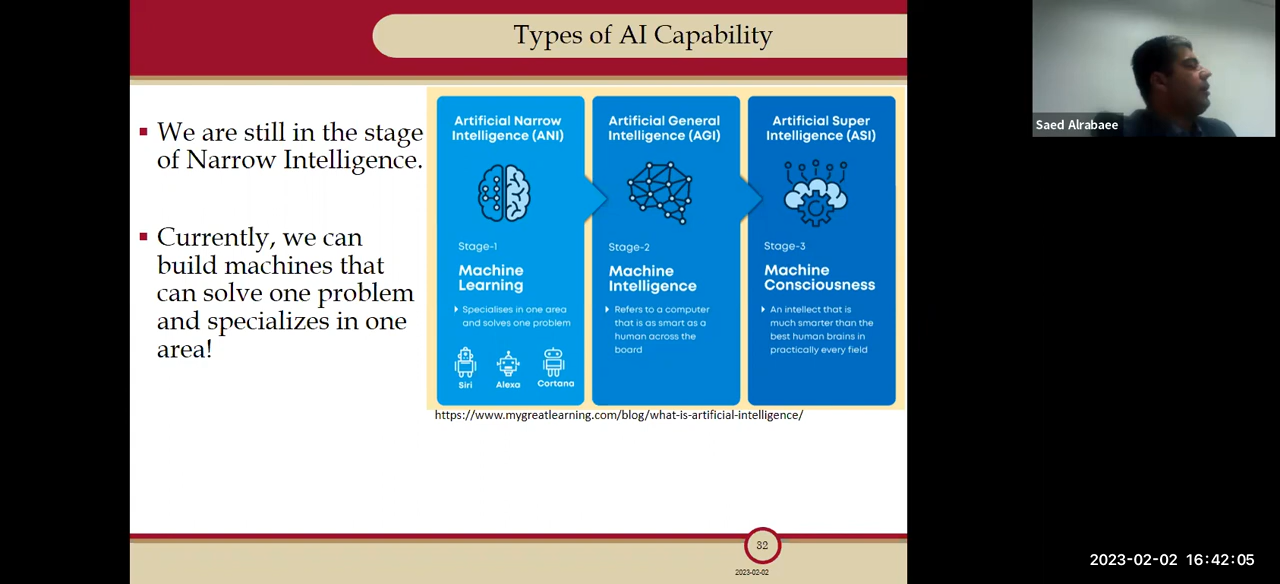 Types of AI Capability
▪ We are still in the stage
of Narrow Intelligence.
▪ Currently, we can
build machines that
can solve one problem
and specializes in one
area!
Artificial Narrow
Intelligence (ANI)
Stage-1
Machine
Learning
Specialises in one area
and solves one problem
Siri
Alexa
Cortana
Artificial General
Intelligence (AGI)
Stage-2
Machine
Intelligence
Refers to a computer
that is as smart as a
human across the
board
Artificial Super
Intelligence (ASI)
Stage-3
Machine
Consciousness
An intellect that is
much smarter than the
best human brains in
practically every field
https://www.mygreatlearning.com/blog/what-is-artificial-intelligence/
32
2023-02-02
Saed Alrabaee
2023-02-02 16:42:05